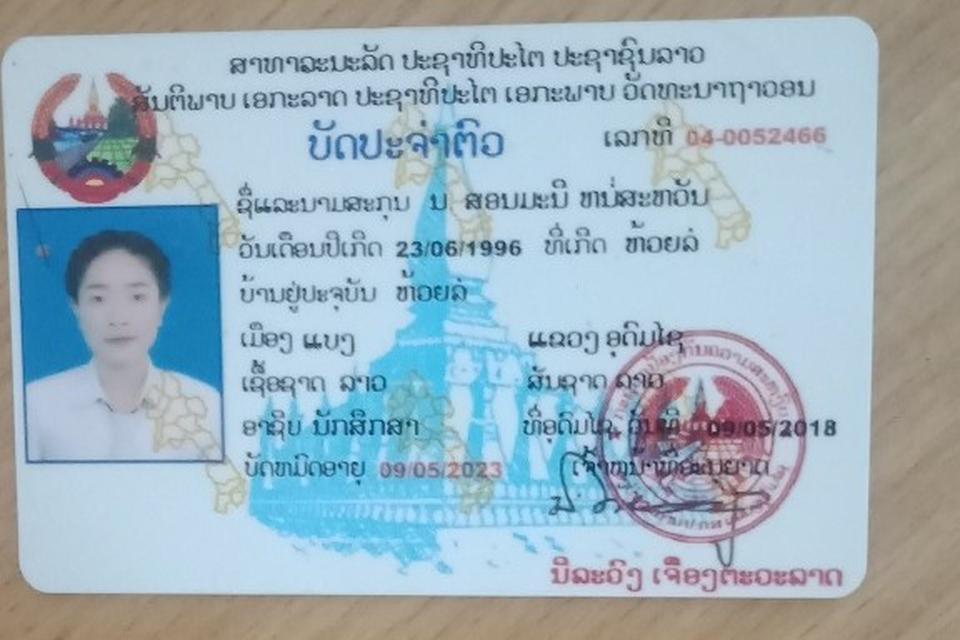 ສາທາລະນະລັດ ປະຊາທິປະໄຕ ປະຊາຊົນລາວ
ສັນຕິພາບ ເອກະລາດ ປະຊາທິປະໄຕ ເອກະພາບ ວັດທະນາຖາວອນ
ບັດປະຈຳຕົວ ເລກທີ 04-0052466
ຊື່ແລະນາມສະກຸນ ນ ສອນມະນີ ຫນໍ່ສະຫວັນ
ວັນເດືອນປີເກີດ 23/06/1996 ທີ່ເກີດ ຫ້ອຍລໍ
ບ້ານຢູ່ປະຈຸບັນ ຫ້ອຍລໍ
ເມືອງ ແບງ ແຂວງ ອຸດົມໄຊ
ເຊື້ອຊາດ ລາວ ສັນຊາດ ລາວ
ອາຊີບ ນັກສຶກສາ ທີ່ອຸດົມໄຊ, ວັນທີ 09/05/2018
ບັດຫມົດອາຍຸ 09/05/2023 ເຈົ້າຫນ້າທີ່ອະນຸຍາດ
ນິລະວົງ ເຈືອງຕະວະລາດ